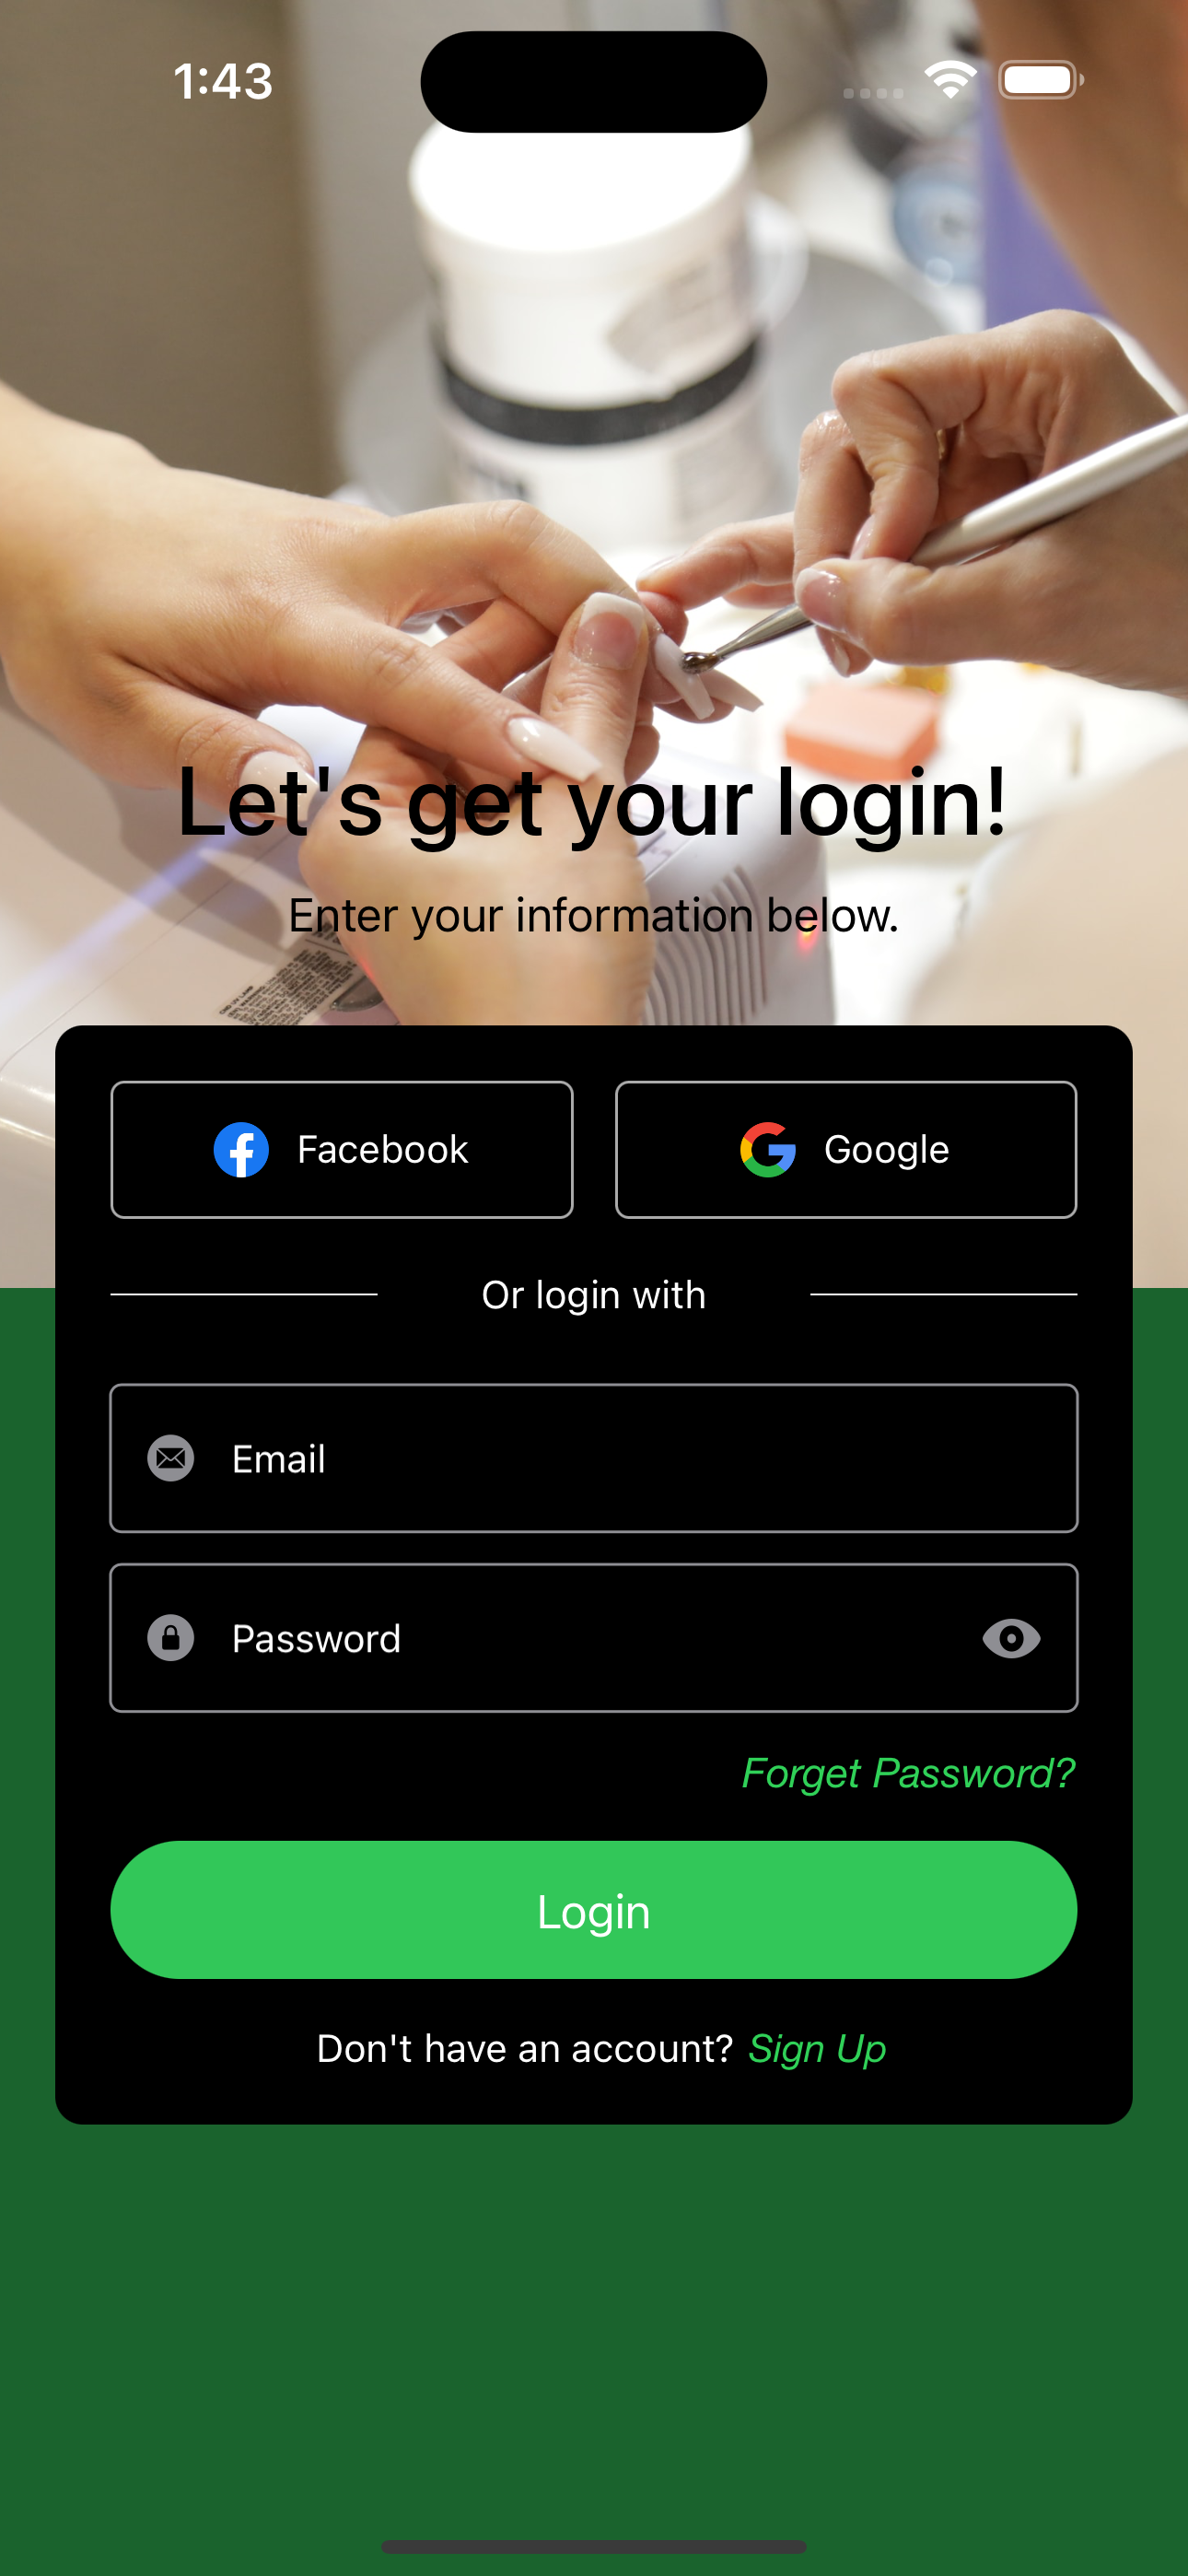 1:43
Let's get your login!
Enter your information below.
Facebook
Google
Or login with
Email
Password
Forget Password?
Login
Don't have an account? Sign Up